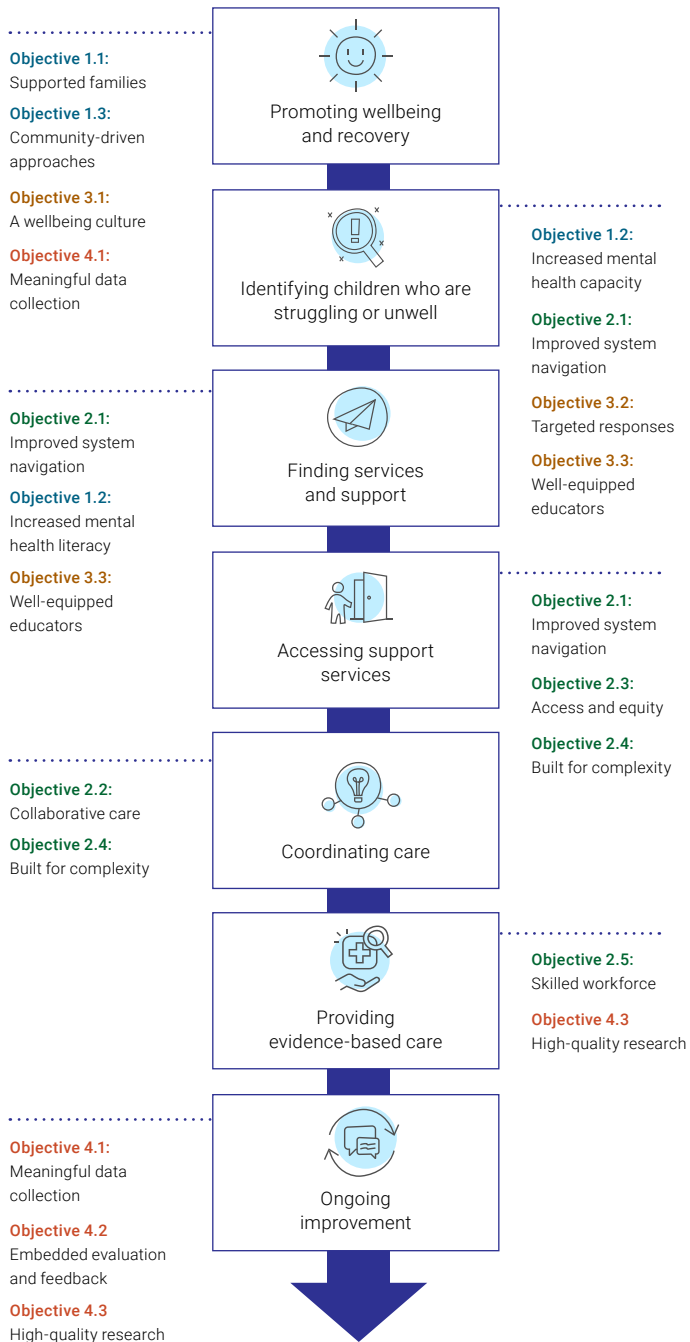 Promoting wellbeing
and recovery
Objective 1.1:
Supported families
Objective 1.3:
Community-driven
approaches
Objective 3.1:
A wellbeing culture
Objective 4.1:
Meaningful data
collection
Identifying children who are
struggling or unwell
Objective 1.2:
Increased mental
health capacity
Objective 2.1:
Improved system
navigation
Objective 3.2:
Targeted responses
Objective 3.3:
Well-equipped
educators
Finding services
and support
Objective 2.1:
Improved system
navigation
Objective 1.2:
Increased mental
health literacy
Objective 3.3:
Well-equipped
educators
Accessing support
services
Objective 2.1:
Improved system
navigation
Objective 2.3:
Access and equity
Objective 2.4:
Built for complexity
Coordinating care
Objective 2.2:
Collaborative care
Objective 2.4:
Built for complexity
Providing
evidence-based care
Objective 2.5:
Skilled workforce
Objective 4.3
High-quality research
Ongoing
improvement
Objective 4.1:
Meaningful data
collection
Objective 4.2
Embedded evaluation
and feedback
Objective 4.3
High-quality research